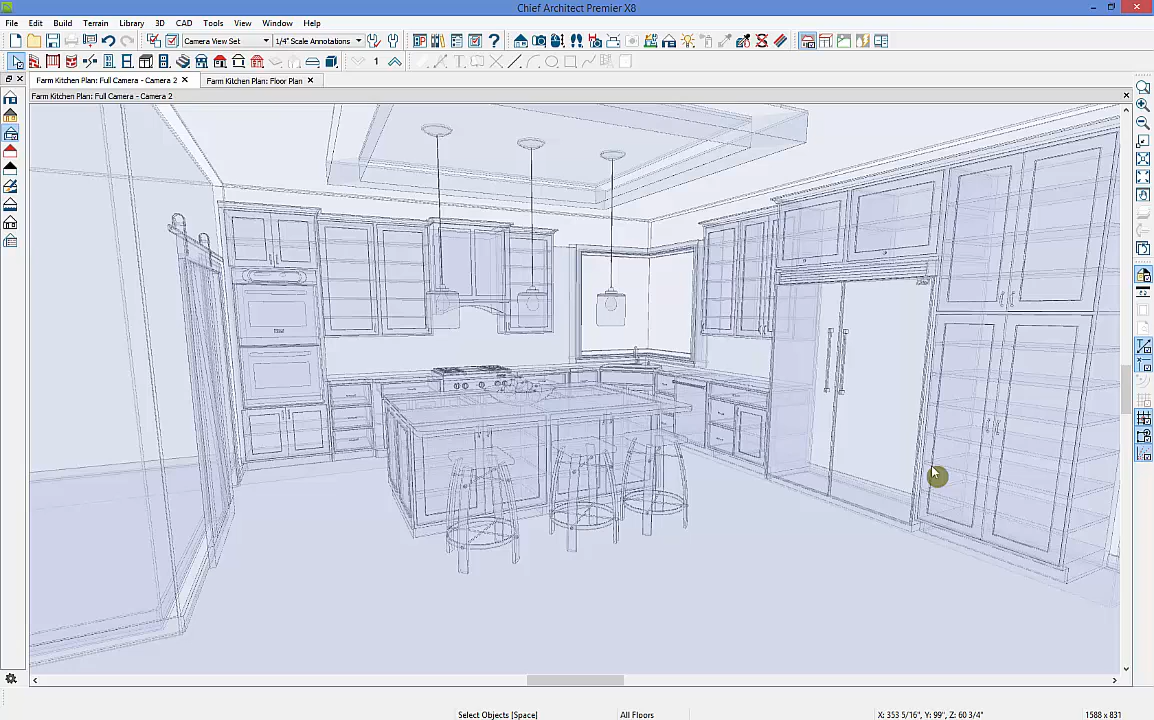 Chief Architect Premier X8
File Edit Build Terrain Library 3D CAD Tools View Window Help
Camera View Set 1/4" Scale Annotations
1
Farm Kitchen Plan: Full Camera - Camera 2 Farm Kitchen Plan: Floor Plan
Farm Kitchen Plan: Full Camera - Camera 2
Select Objects [Space] All Floors X: 353 5/16", Y: 99", Z: 60 3/4" 1588 x 831